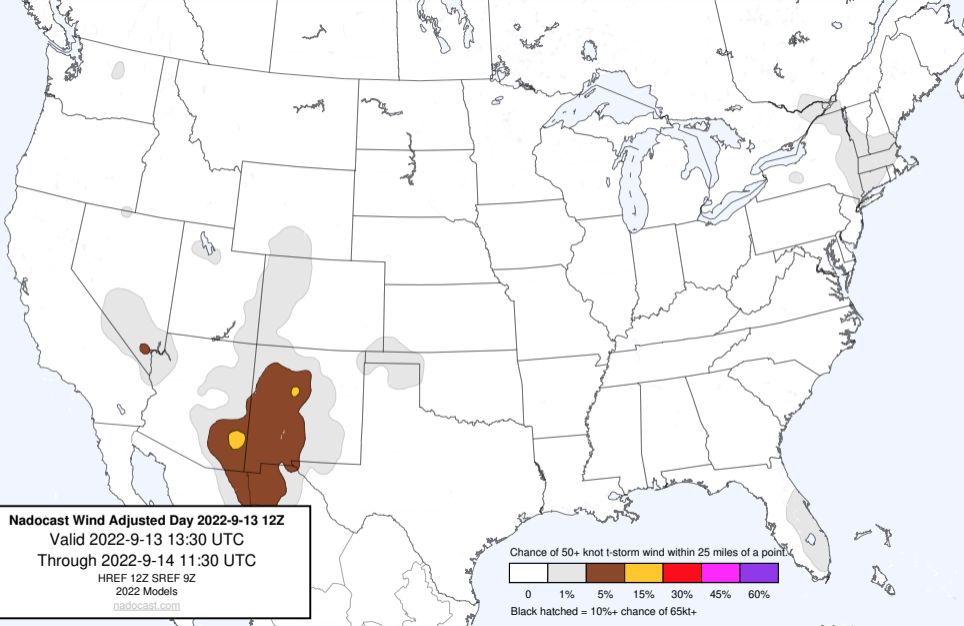 Nadocast Wind Adjusted Day 2022-9-13 12Z
Valid 2022-9-13 13:30 UTC
Through 2022-9-14 11:30 UTC
HREF 12Z SREF 9Z
2022 Models
nadocast.com
Chance of 50+ knot t-storm wind within 25 miles of a point.
0 1% 5% 15% 30% 45% 60%
Black hatched = 10%+ chance of 65kt+